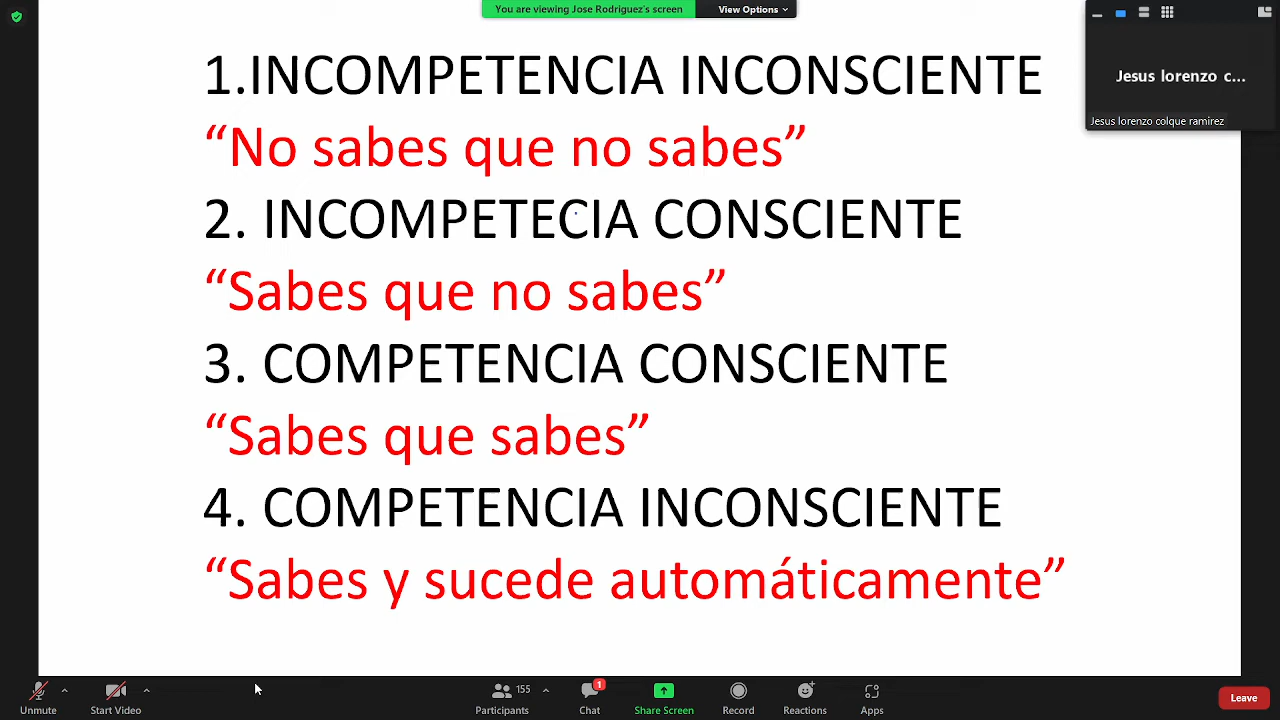 You are viewing Jose Rodriguez's screen
View Options
Jesus lorenzo c...
Jesus lorenzo colque ramirez
1.INCOMPETENCIA INCONSCIENTE
“No sabes que no sabes”
2. INCOMPETECIA CONSCIENTE
“Sabes que no sabes”
3. COMPETENCIA CONSCIENTE
“Sabes que sabes”
4. COMPETENCIA INCONSCIENTE
“Sabes y sucede automáticamente”
Unmute
Start Video
155
Participants
1
Chat
Share Screen
Record
Reactions
Apps
Leave